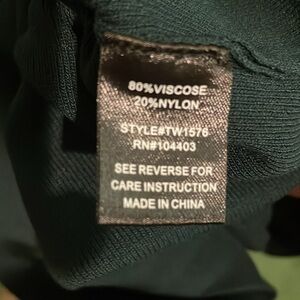 80%VISCOSE
20%NYLON
STYLE#TW1576
RN#104403
SEE REVERSE FOR
CARE INSTRUCTION
MADE IN CHINA